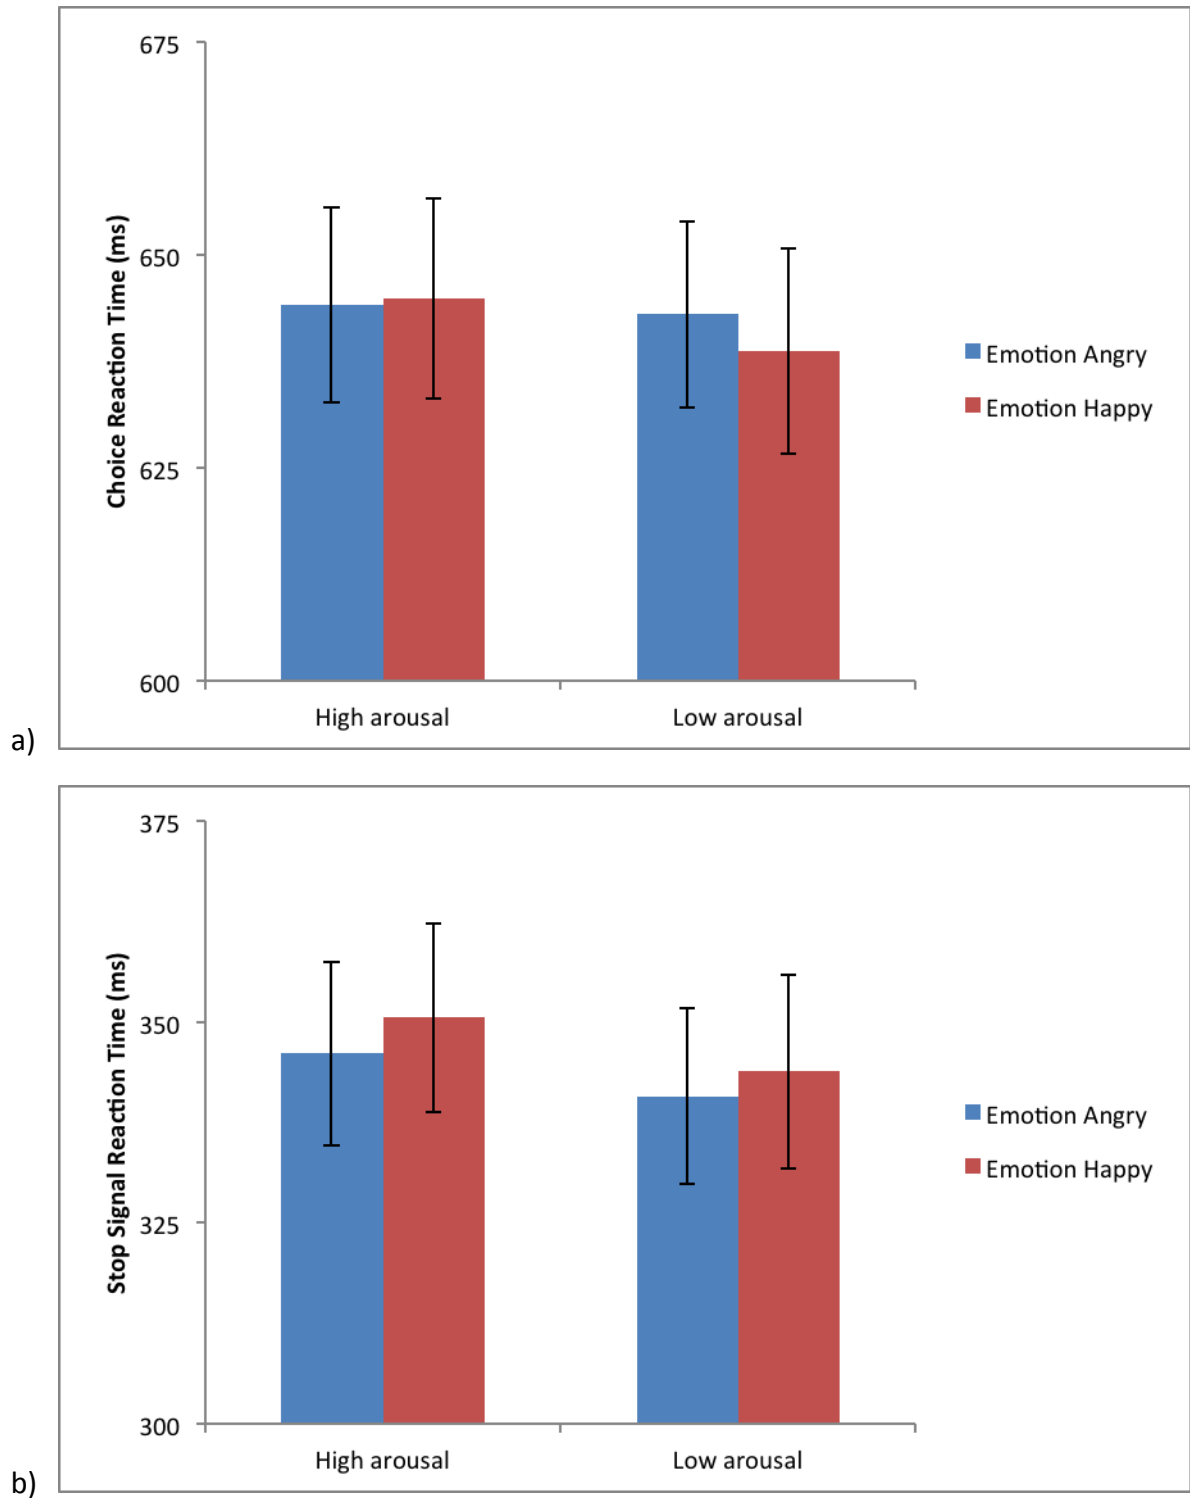 675
650
625
600
Choice Reaction Time (ms)
High arousal
Low arousal
Emotion Angry
Emotion Happy
a)
375
350
325
300
Stop Signal Reaction Time (ms)
High arousal
Low arousal
Emotion Angry
Emotion Happy
b)